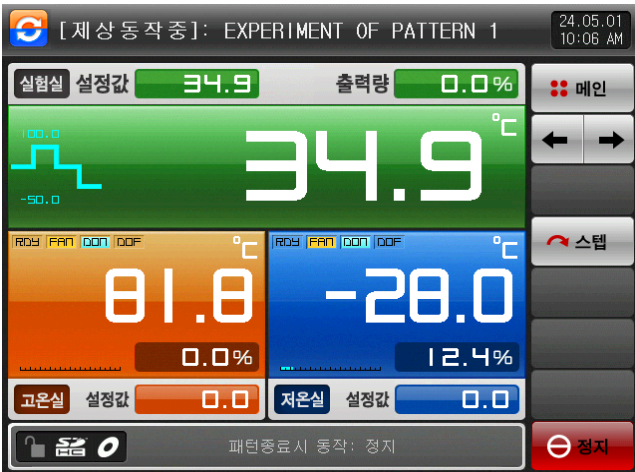 [제상동작중]: EXPERIMENT OF PATTERN 1
24.05.01
10:06 AM
실험실 설정값 34.9 출력량 0.0%
메인
100.0
-50.0
34.9 ℃
스텝
RDY FAN DON DOF ℃
81.8
0.0%
RDY FAN DON DOF ℃
-28.0
12.4%
고온실 설정값 0.0
저온실 설정값 0.0
SD
패턴종료시 동작: 정지
정지